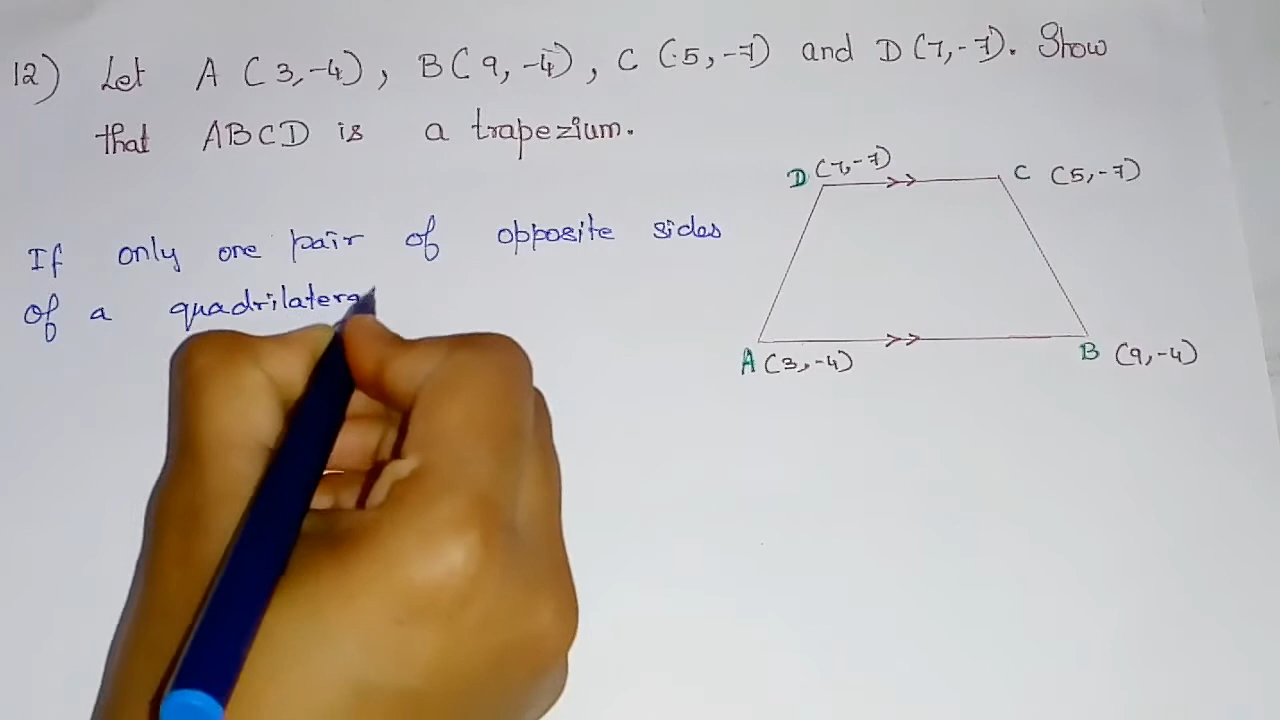 12) Let A (3,-4), B(9,-4), C (5,-7) and D(7,-7). Show
that ABCD is a trapezium.
D (7,-7)
C (5,-7)
If only one pair of opposite sides
of a quadrilatera
A (3,-4)
B (9,-4)